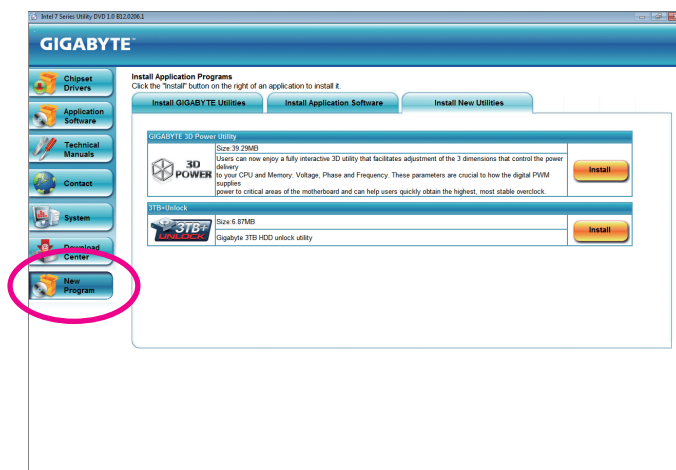 Intel 7 Series Utility DVD 1.0 B12.0206.1
GIGABYTE™
Chipset
Drivers
Application
Software
Technical
Manuals
Contact
System
Download
Center
New
Program
Install Application Programs
Click the "Install" button on the right of an application to install it.
Install GIGABYTE Utilities
Install Application Software
Install New Utilities
GIGABYTE 3D Power Utility
3D
POWER
Size:39.29MB
Users can now enjoy a fully interactive 3D utility that facilitates adjustment of the 3 dimensions that control the power
delivery
to your CPU and Memory: Voltage, Phase and Frequency. These parameters are crucial to how the digital PWM
supplies
power to critical areas of the motherboard and can help users quickly obtain the highest, most stable overclock.
Install
3TB+Unlock
3TB+
UNLOCK
Size:6.87MB
Gigabyte 3TB HDD unlock utility
Install